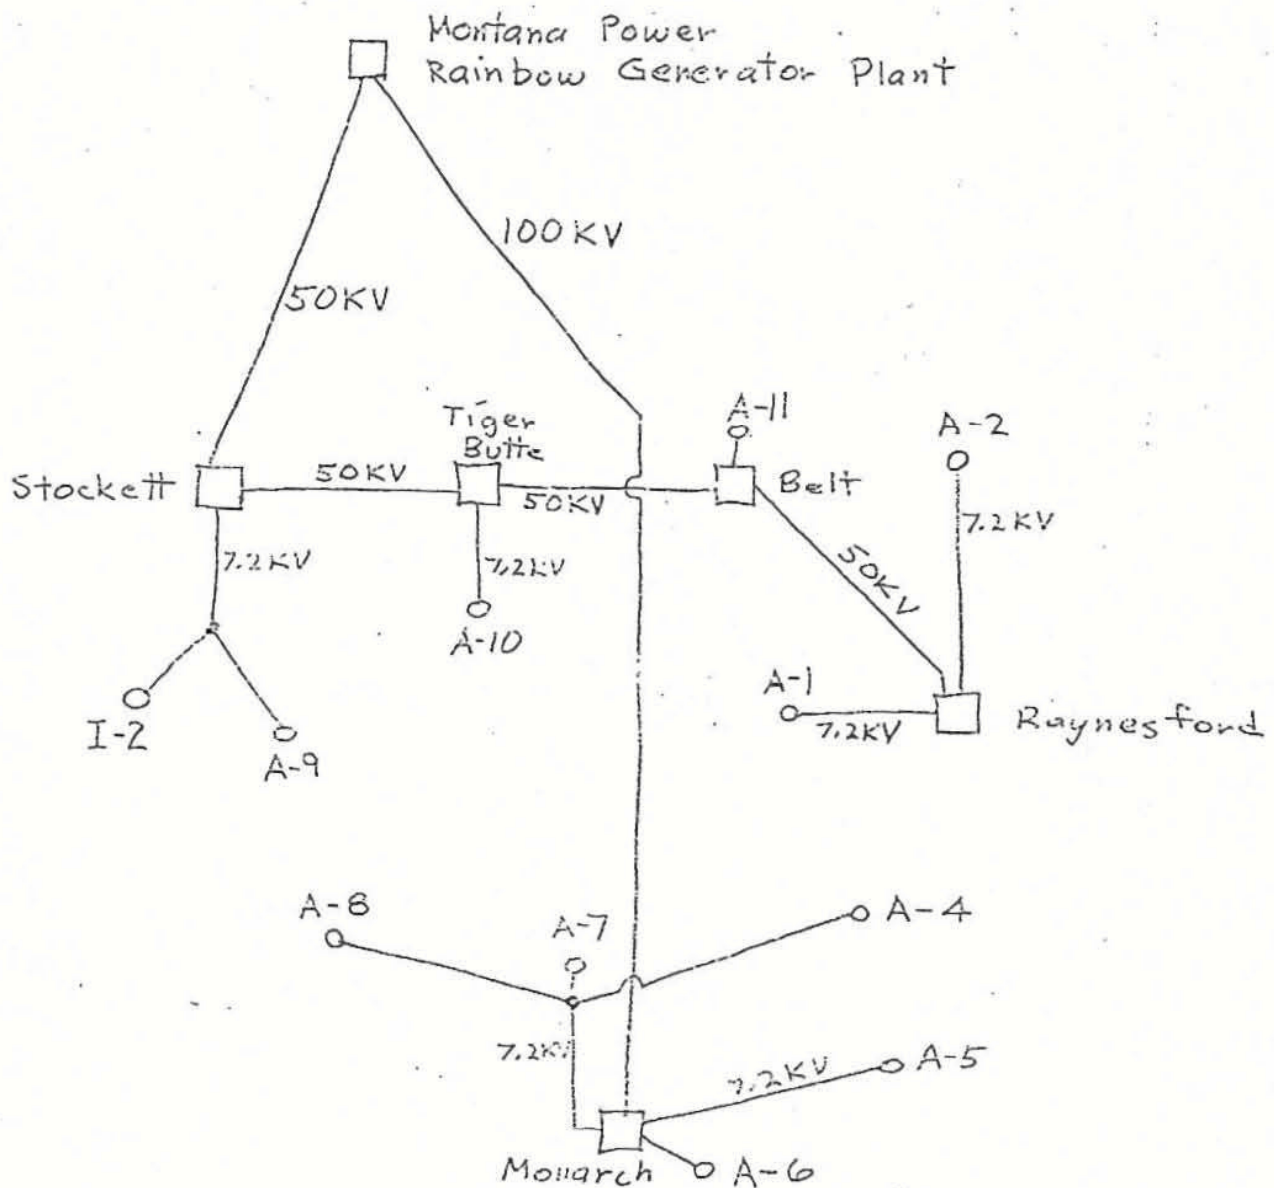 Montana Power
Rainbow Generator Plant
100KV
50KV
Tiger
Butte
A-11
A-2
Stockett
50KV
50KV
Belt
7.2KV
7.2KV
7.2KV
50KV
A-10
A-1
I-2
A-9
7.2KV
Raynesford
A-8
A-7
A-4
7.2KV
7.2KV
A-5
Monarch
A-6